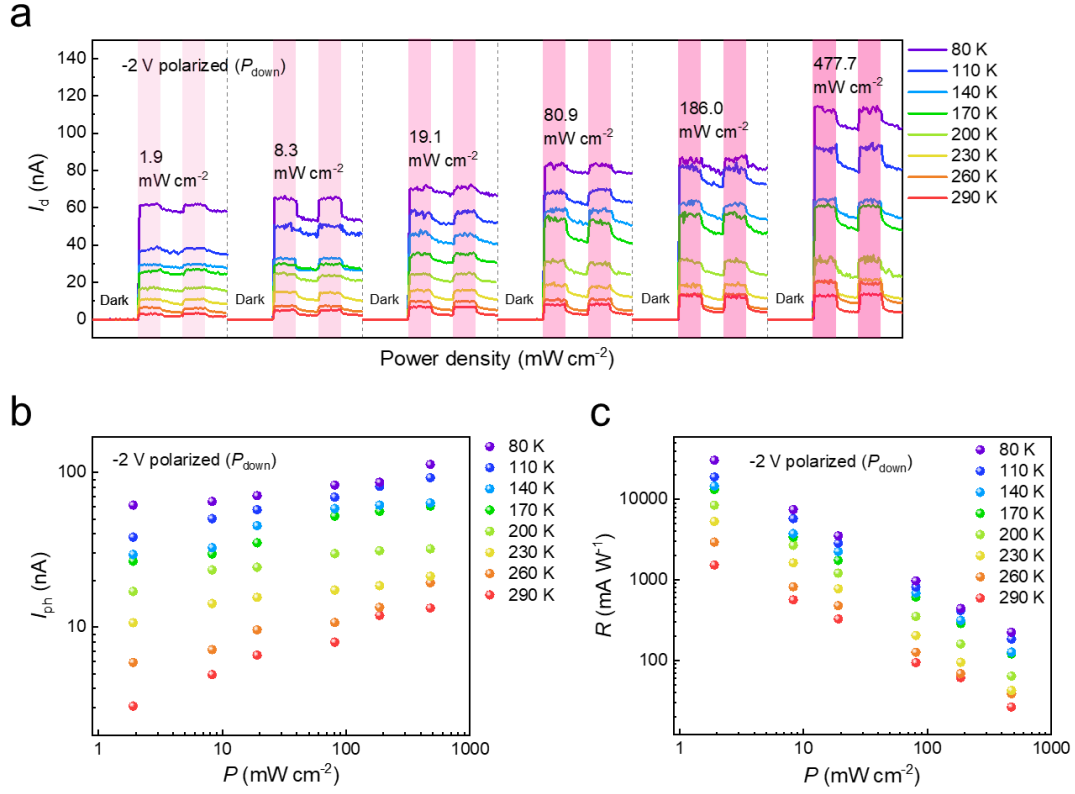 a
140
120
100
80
60
40
20
0
I_d (nA)
-2 V polarized (P_down)
1.9
mW cm⁻²
8.3
mW cm⁻²
19.1
mW cm⁻²
80.9
mW cm⁻²
186.0
mW cm⁻²
477.7
mW cm⁻²
Dark
Dark
Dark
Dark
Dark
Dark
Power density (mW cm⁻²)
80 K
110 K
140 K
170 K
200 K
230 K
260 K
290 K
b
-2 V polarized (P_down)
100
10
I_ph (nA)
1
10
100
1000
P (mW cm⁻²)
80 K
110 K
140 K
170 K
200 K
230 K
260 K
290 K
c
-2 V polarized (P_down)
10000
1000
100
R (mA W⁻¹)
1
10
100
1000
P (mW cm⁻²)
80 K
110 K
140 K
170 K
200 K
230 K
260 K
290 K